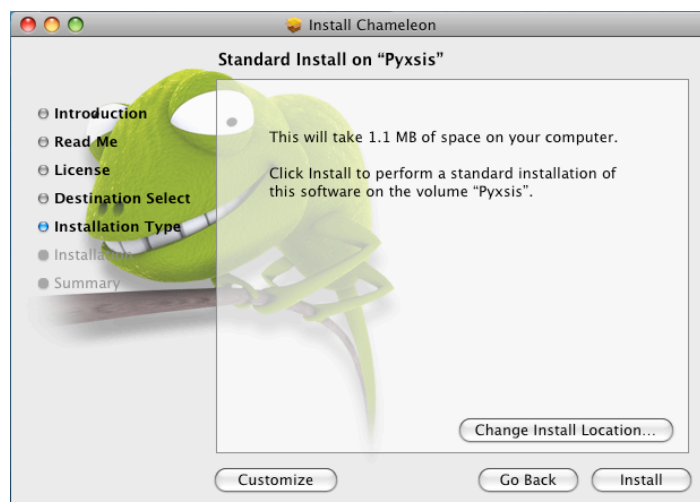 Install Chameleon
Standard Install on “Pyxsis”
Introduction
Read Me
License
Destination Select
Installation Type
Installation
Summary
This will take 1.1 MB of space on your computer.
Click Install to perform a standard installation of
this software on the volume “Pyxsis”.
Change Install Location...
Customize
Go Back
Install